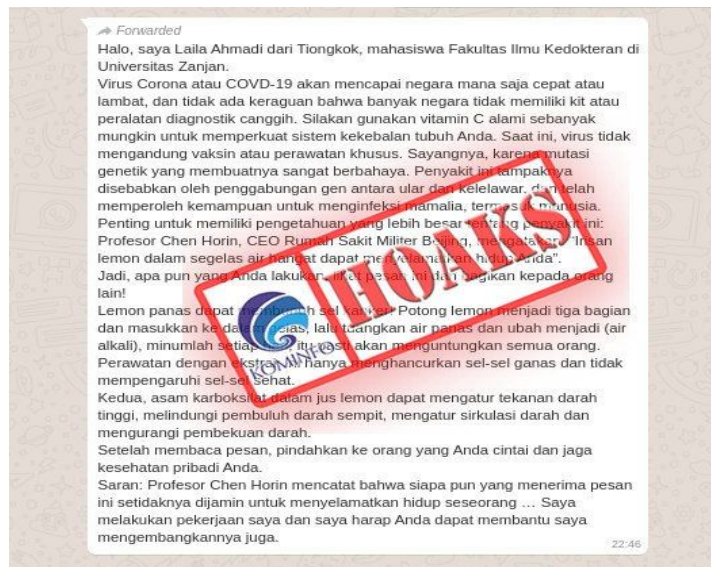 Forwarded
Halo, saya Laila Ahmadi dari Tiongkok, mahasiswa Fakultas Ilmu Kedokteran di
Universitas Zanjan.
Virus Corona atau COVD-19 akan mencapai negara mana saja cepat atau
lambat, dan tidak ada keraguan bahwa banyak negara tidak memiliki kit atau
peralatan diagnostik canggih. Silakan gunakan vitamin C alami sebanyak
mungkin untuk memperkuat sistem kekebalan tubuh Anda. Saat ini, virus tidak
mengandung vaksin atau perawatan khusus. Sayangnya, karena mutasi
genetik yang membuatnya sangat berbahaya. Penyakit ini tampaknya
disebabkan oleh penggabungan gen antara ular dan kelelawar, dan telah
memperoleh kemampuan untuk menginfeksi mamalia, termasuk manusia.
Penting untuk memiliki pengetahuan yang lebih besar tentang penyakit ini:
Profesor Chen Horin, CEO Rumah Sakit Militer Beijing, mengatakan: "Irisan
lemon dalam segelas air hangat dapat menyelamatkan hidup Anda".
Jadi, apa pun yang Anda lakukan, lihat pesan ini dan bagikan kepada orang
lain!
Lemon panas dapat membunuh sel kanker! Potong lemon menjadi tiga bagian
dan masukkan ke dalam gelas, lalu tuangkan air panas dan ubah menjadi (air
alkali), minumlah setiap hari, itu pasti akan menguntungkan semua orang.
Perawatan dengan ekstrak ini hanya menghancurkan sel-sel ganas dan tidak
mempengaruhi sel-sel sehat.
Kedua, asam karboksilat dalam jus lemon dapat mengatur tekanan darah
tinggi, melindungi pembuluh darah sempit, mengatur sirkulasi darah dan
mengurangi pembekuan darah.
Setelah membaca pesan, pindahkan ke orang yang Anda cintai dan jaga
kesehatan pribadi Anda.
Saran: Profesor Chen Horin mencatat bahwa siapa pun yang menerima pesan
ini setidaknya dijamin untuk menyelamatkan hidup seseorang … Saya
melakukan pekerjaan saya dan saya harap Anda dapat membantu saya
mengembangkannya juga.
22:46
KOMINFO
HOAKS